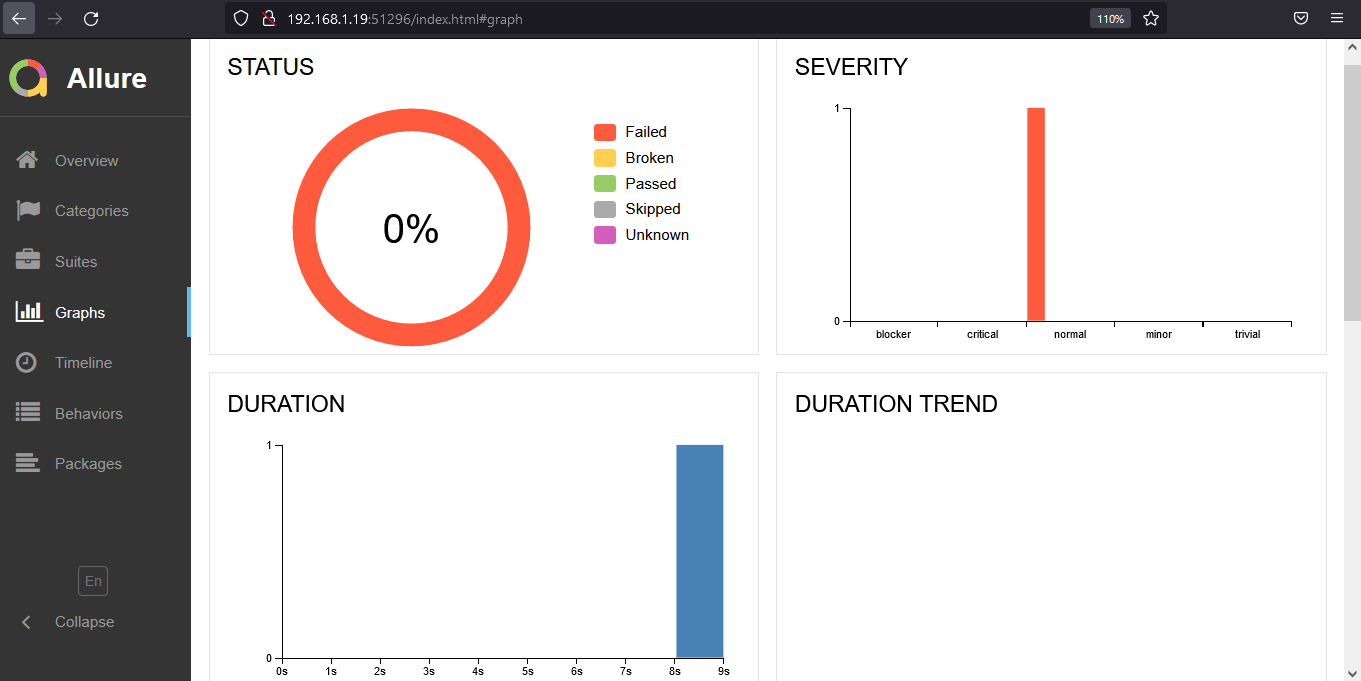 192.168.1.19:51296/index.html#graph
110%
Allure
Overview
Categories
Suites
Graphs
Timeline
Behaviors
Packages
En
Collapse
STATUS
0%
Failed
Broken
Passed
Skipped
Unknown
SEVERITY
1
0
blocker critical normal minor trivial
DURATION
1
0
0s 1s 2s 3s 4s 5s 6s 7s 8s 9s
DURATION TREND